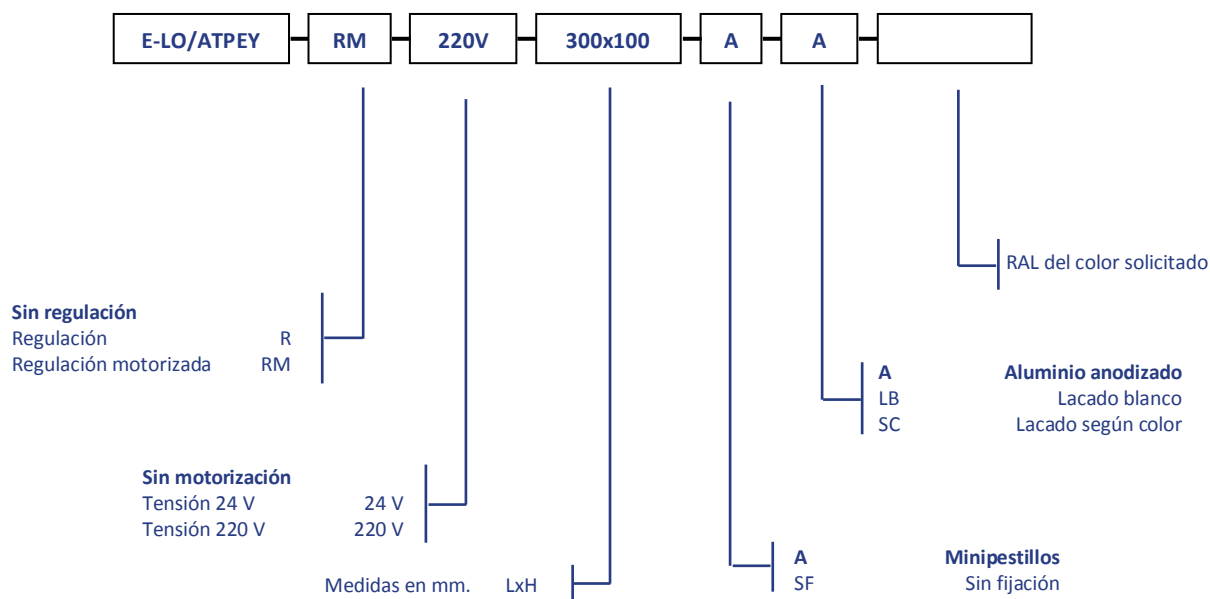 E-LO/ATPEY RM 220V 300x100 A A
RAL del color solicitado
Sin regulación
Regulación R
Regulación motorizada RM
A Aluminio anodizado
LB Lacado blanco
SC Lacado según color
Sin motorización
Tensión 24 V 24 V
Tensión 220 V 220 V
A Minipestillos
SF Sin fijación
Medidas en mm. LxH